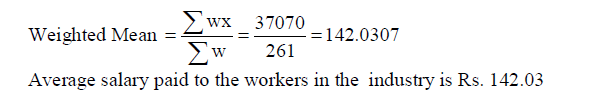 Weighted Mean = ∑wx / ∑w = 37070 / 261 = 142.0307
Average salary paid to the workers in the industry is Rs. 142.03